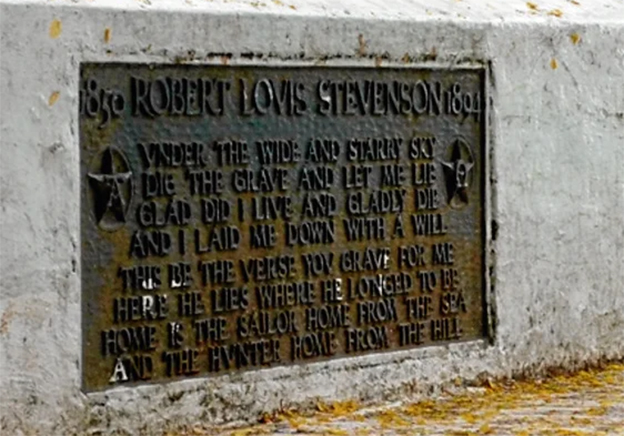 1850 ROBERT LOVIS STEVENSON 1894
VNDER THE WIDE AND STARRY SKY
DIG THE GRAVE AND LET ME LIE
GLAD DID I LIVE AND GLADLY DIE
AND I LAID ME DOWN WITH A WILL
THIS BE THE VERSE YOV GRAVE FOR ME
HERE HE LIES WHERE HE LONGED TO BE
HOME IS THE SAILOR HOME FROM THE SEA
AND THE HVNTER HOME FROM THE HILL
Α
Ω